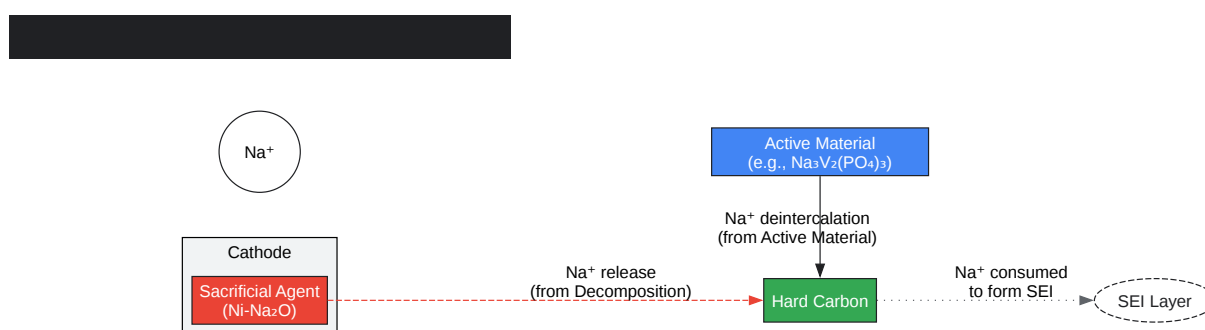 Na⁺
Active Material
(e.g., Na₃V₂(PO₄)₃)
Na⁺ deintercalation
(from Active Material)
Cathode
Sacrificial Agent
(Ni-Na₂O)
Na⁺ release
(from Decomposition)
Hard Carbon
Na⁺ consumed
to form SEI
SEI Layer